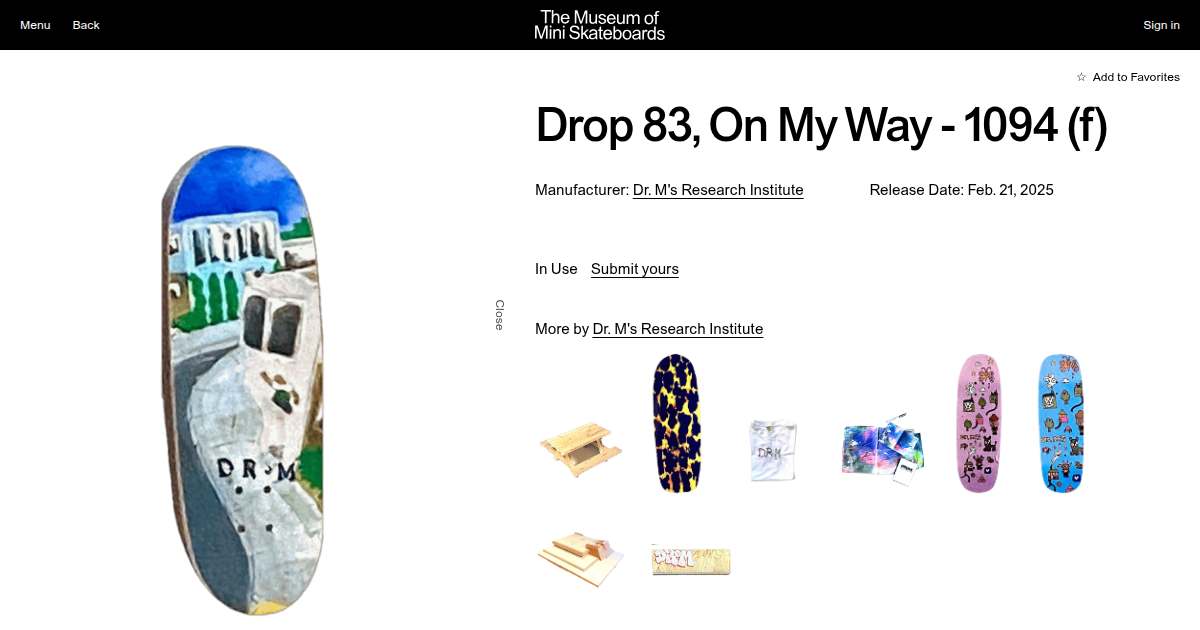 Menu
Back
The Museum of
Mini Skateboards
Sign in
☆ Add to Favorites
Drop 83, On My Way - 1094 (f)
Manufacturer: Dr. M's Research Institute
Release Date: Feb. 21, 2025
In Use Submit yours
Close
More by Dr. M's Research Institute
DR.M
DRM